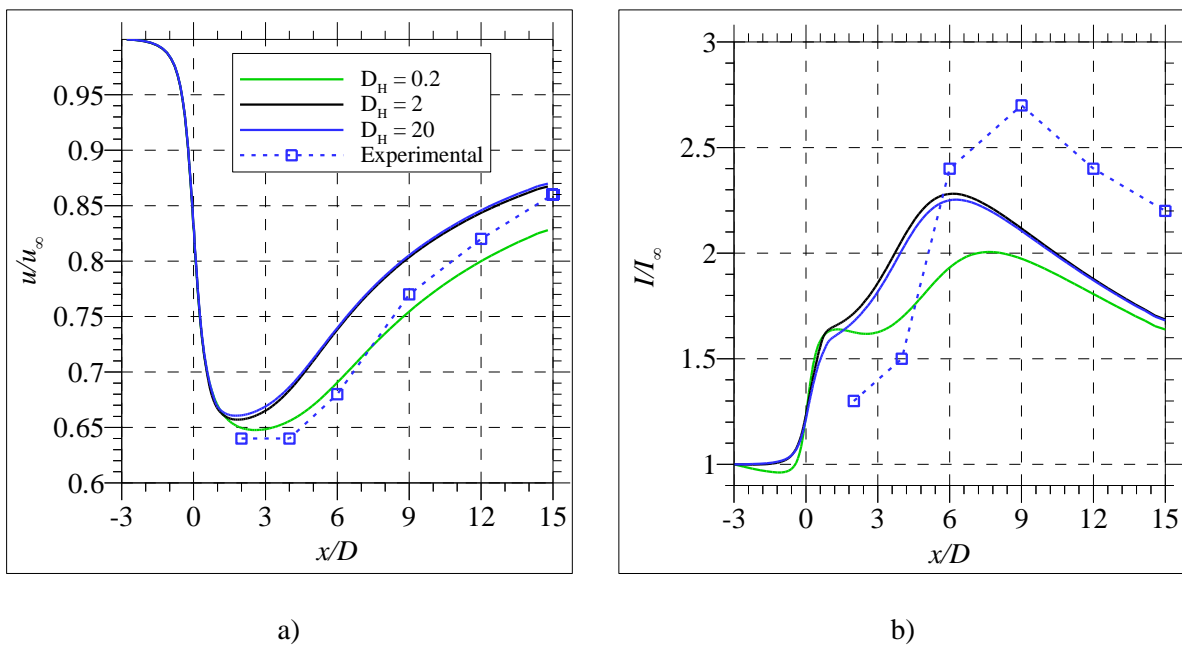 0.95
0.9
0.85
0.8
0.75
0.7
0.65
0.6
-3 0 3 6 9 12 15
x/D
u/u∞
D_H = 0.2
D_H = 2
D_H = 20
Experimental
a)
3
2.5
2
1.5
1
-3 0 3 6 9 12 15
x/D
I/I∞
b)